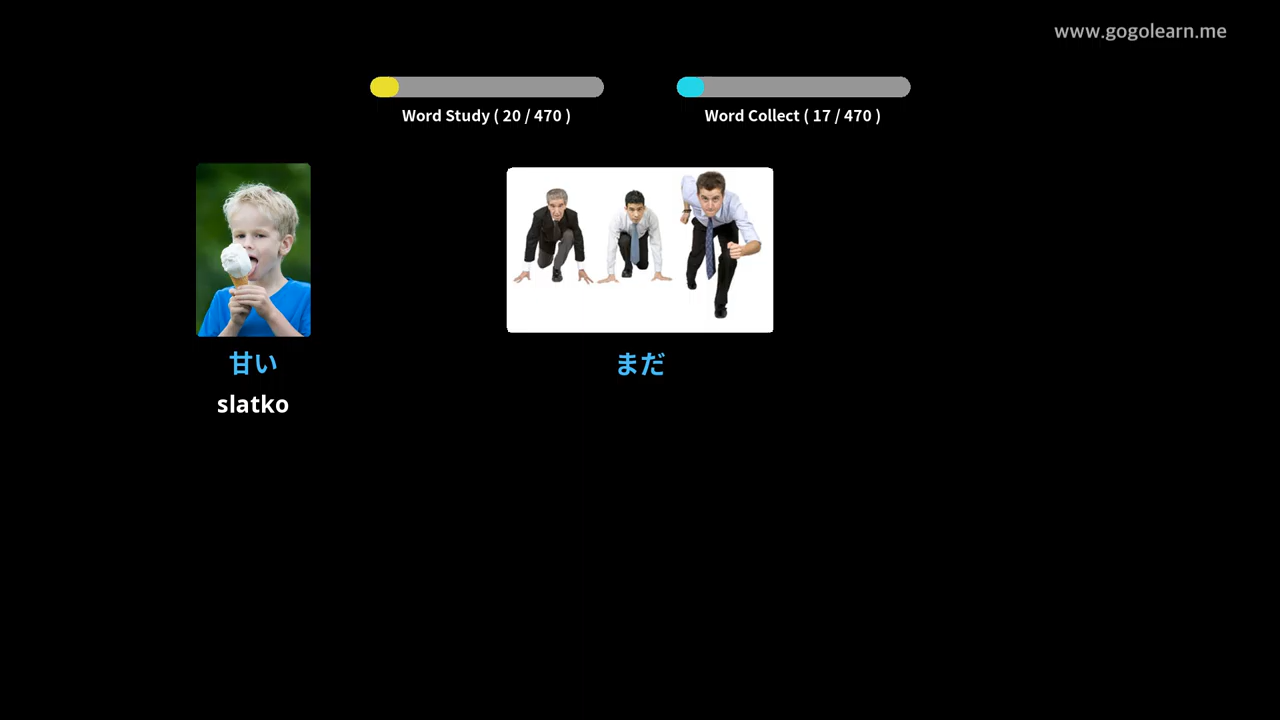 www.gogolearn.me
Word Study ( 20 / 470 )
Word Collect ( 17 / 470 )
甘い
slatko
まだ